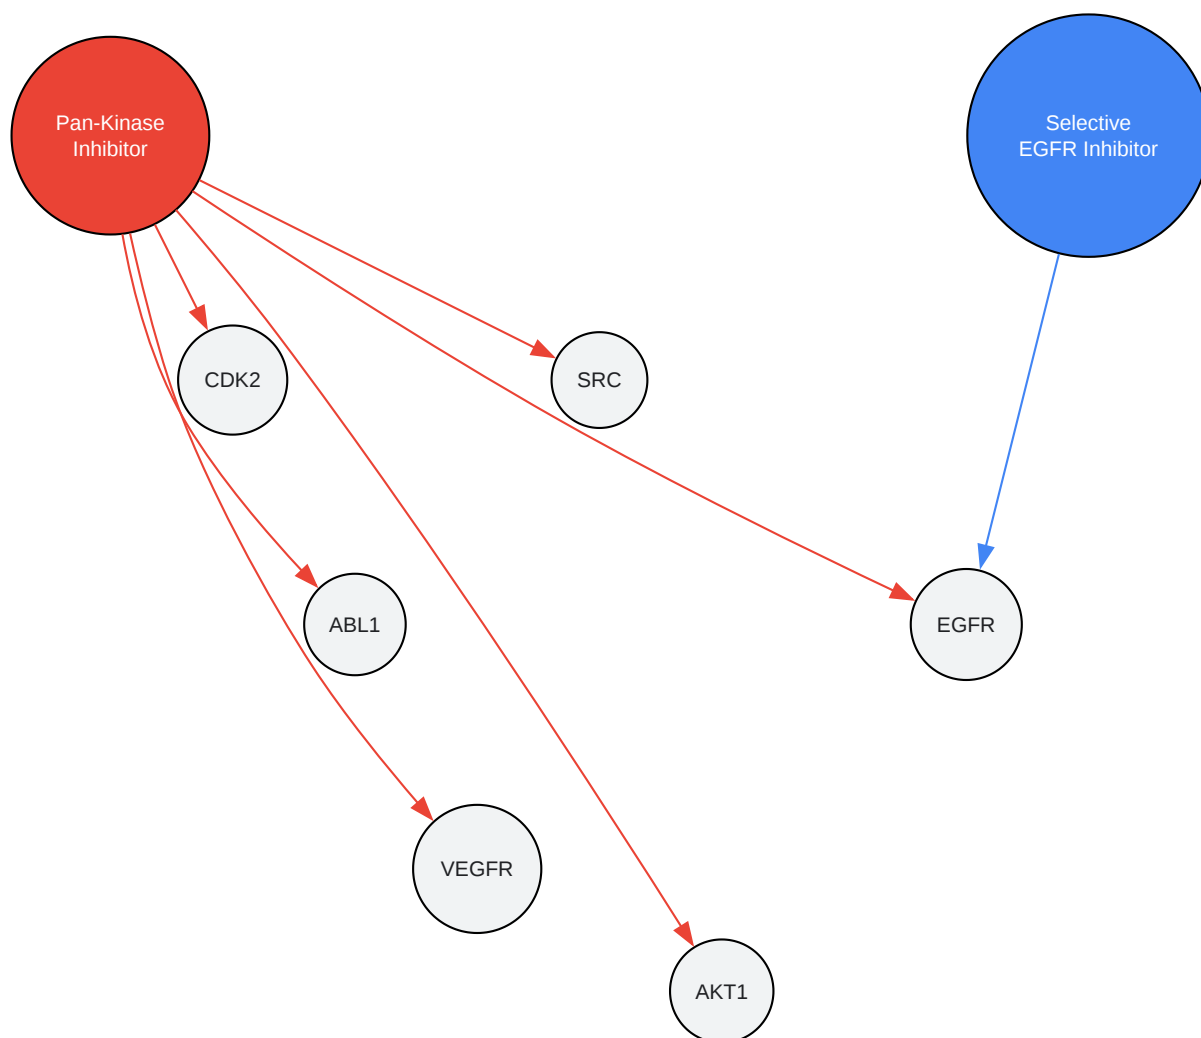 Pan-Kinase
Inhibitor
Selective
EGFR Inhibitor
CDK2
SRC
ABL1
EGFR
VEGFR
AKT1